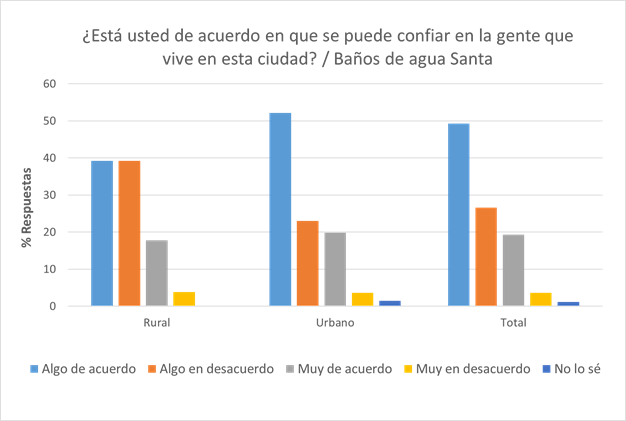 ¿Está usted de acuerdo en que se puede confiar en la gente que
vive en esta ciudad? / Baños de agua Santa
% Respuestas
60
50
40
30
20
10
0
Rural Urbano Total
Algo de acuerdo Algo en desacuerdo Muy de acuerdo Muy en desacuerdo No lo sé